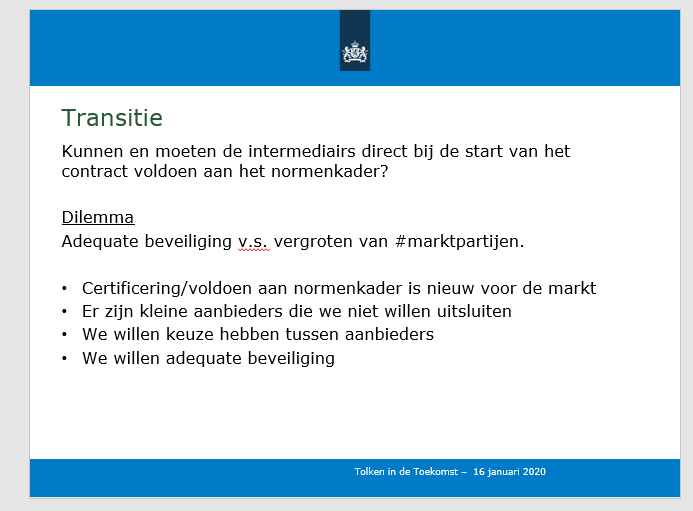 Transitie
Kunnen en moeten de intermediairs direct bij de start van het
contract voldoen aan het normenkader?
Dilemma
Adequate beveiliging v.s. vergroten van #marktpartijen.
• Certificering/voldoen aan normenkader is nieuw voor de markt
• Er zijn kleine aanbieders die we niet willen uitsluiten
• We willen keuze hebben tussen aanbieders
• We willen adequate beveiliging
Tolken in de Toekomst – 16 januari 2020